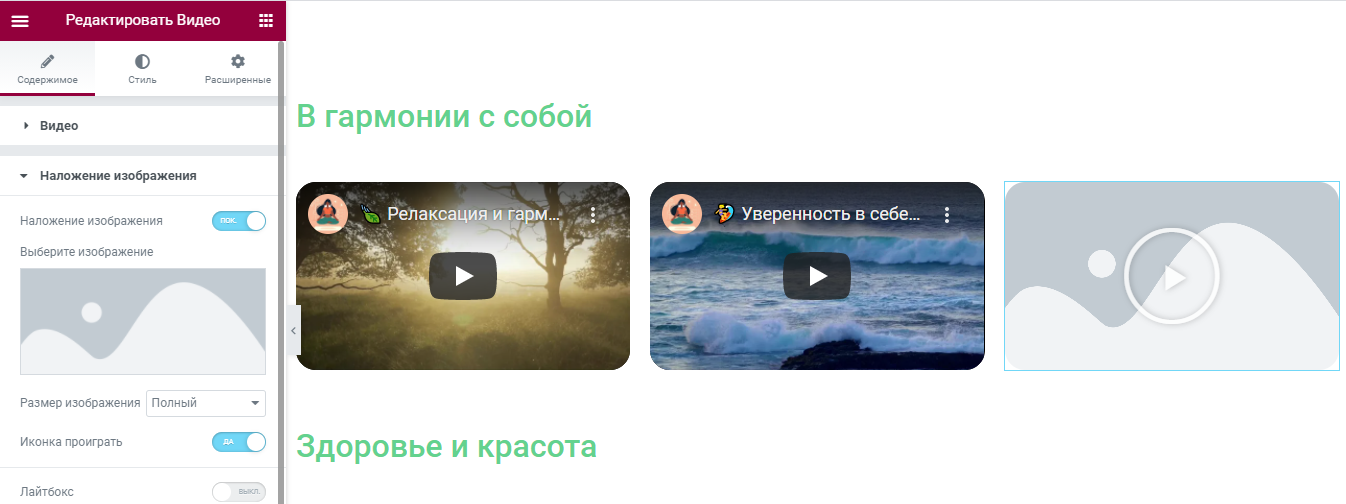 Редактировать Видео
Содержимое
Стиль
Расширенные
Видео
Наложение изображения
Наложение изображения
ПОК.
Выберите изображение
Размер изображения
Полный
Иконка проиграть
ДА
Лайтбокс
ВЫКЛ.
В гармонии с собой
Релаксация и гарм...
Уверенность в себе...
Здоровье и красота